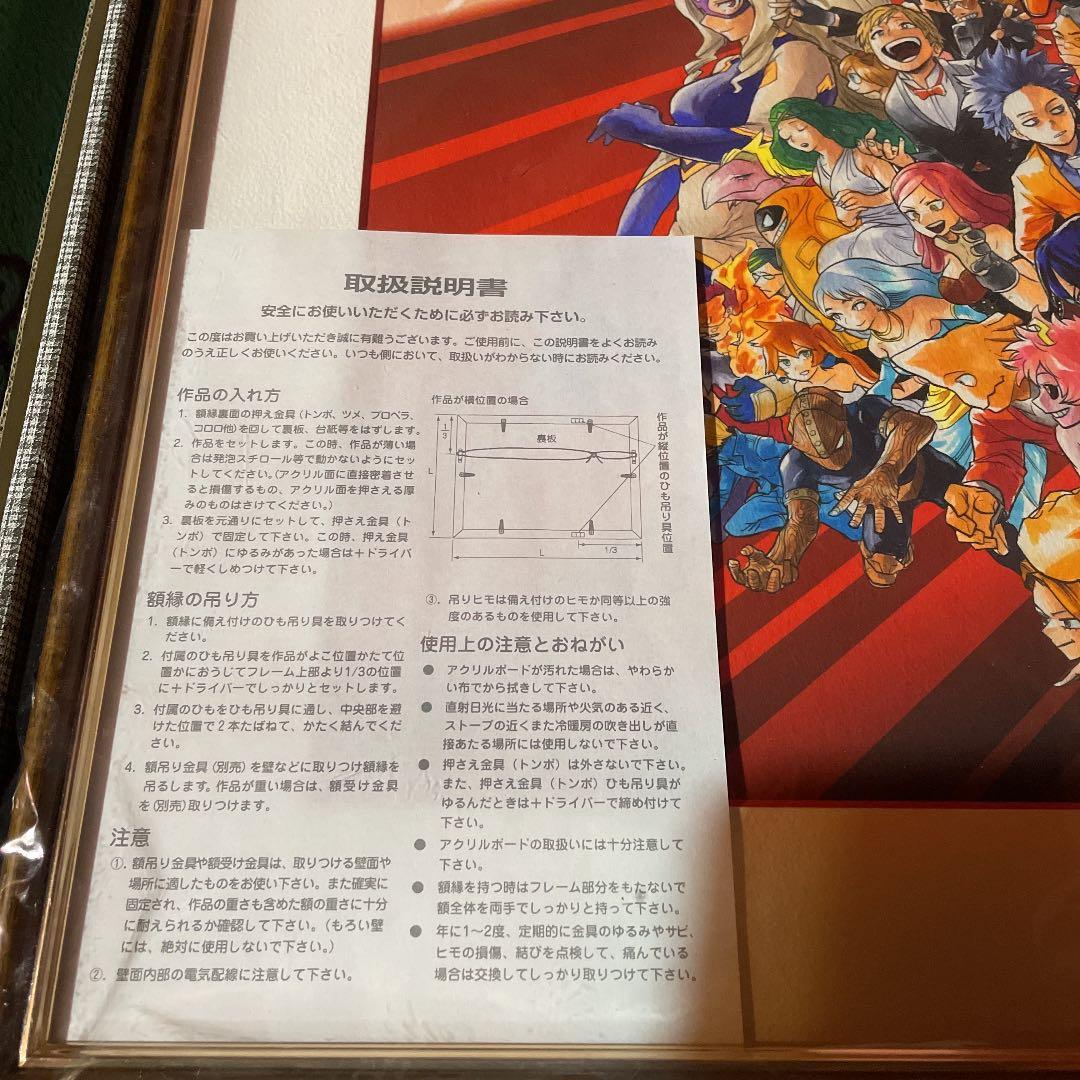 取扱説明書
安全にお使いいただくために必ずお読み下さい。
この度はお買い上げいただき誠に有難うございます。ご使用前に、この説明書をよくお読み
のうえ正しくお使いください。いつも側において、取扱いがわからない時にお読みください。
作品の入れ方
1. 額縁裏面の押え金具(トンボ、ツメ、プロペラ、
コロロ他)を回して裏板、台紙等をはずします。
2. 作品をセットします。この時、作品が薄い場
合は発泡スチロール等で動かないようにセッ
トしてください。(アクリル面に直接密着させ
ると損傷するもの、アクリル面を押さえる厚
みのものはさけてください。)
3. 裏板を元通りにセットして、押さえ金具(ト
ンボ)で固定して下さい。この時、押え金具
(トンボ)にゆるみがあった場合は+ドライバ
ーで軽くしめつけて下さい。
額縁の吊り方
1. 額縁に備え付けのひも吊り具を取りつけてく
ださい。
2. 付属のひも吊り具を作品がよこ位置かたて位
置かにおうじてフレーム上部より1/3の位置
に+ドライバーでしっかりとセットします。
3. 付属のひもをひも吊り具に通し、中央部を避
けた位置で2本たばねて、かたく結んでくだ
さい。
4. 額吊り金具(別売)を壁などに取りつけ額縁を
吊るします。作品が重い場合は、額受け金具
を(別売)取りつけます。
注意
①. 額吊り金具や額受け金具は、取りつける壁面や
場所に適したものをお使い下さい。また確実に
固定され、作品の重さも含めた額の重さに十分
に耐えられるか確認して下さい。(もろい壁
には、絶対に使用しないで下さい。)
②. 壁面内部の電気配線に注意して下さい。
作品が横位置の場合
1/3
裏板
L
L
1/3
作品が縦位置のひも吊り具位置
③. 吊りヒモは備え付けのヒモか同等以上の強
度のあるものを使用して下さい。
使用上の注意とおねがい
● アクリルボードが汚れた場合は、やわらか
い布でから拭きして下さい。
● 直射日光に当たる場所や火気のある近く、
ストーブの近くまた冷暖房の吹き出しが直
接あたる場所には使用しないで下さい。
● 押さえ金具(トンボ)は外さないで下さい。
また、押さえ金具(トンボ)ひも吊り具が
ゆるんだときは+ドライバーで締め付けて
下さい。
● アクリルボードの取扱いには十分注意して
下さい。
● 額縁を持つ時はフレーム部分をもたないで
額全体を両手でしっかりと持って下さい。
● 年に1〜2度、定期的に金具のゆるみやサビ、
ヒモの損傷、結びを点検して、痛んでいる
場合は交換してしっかり取りつけて下さい。